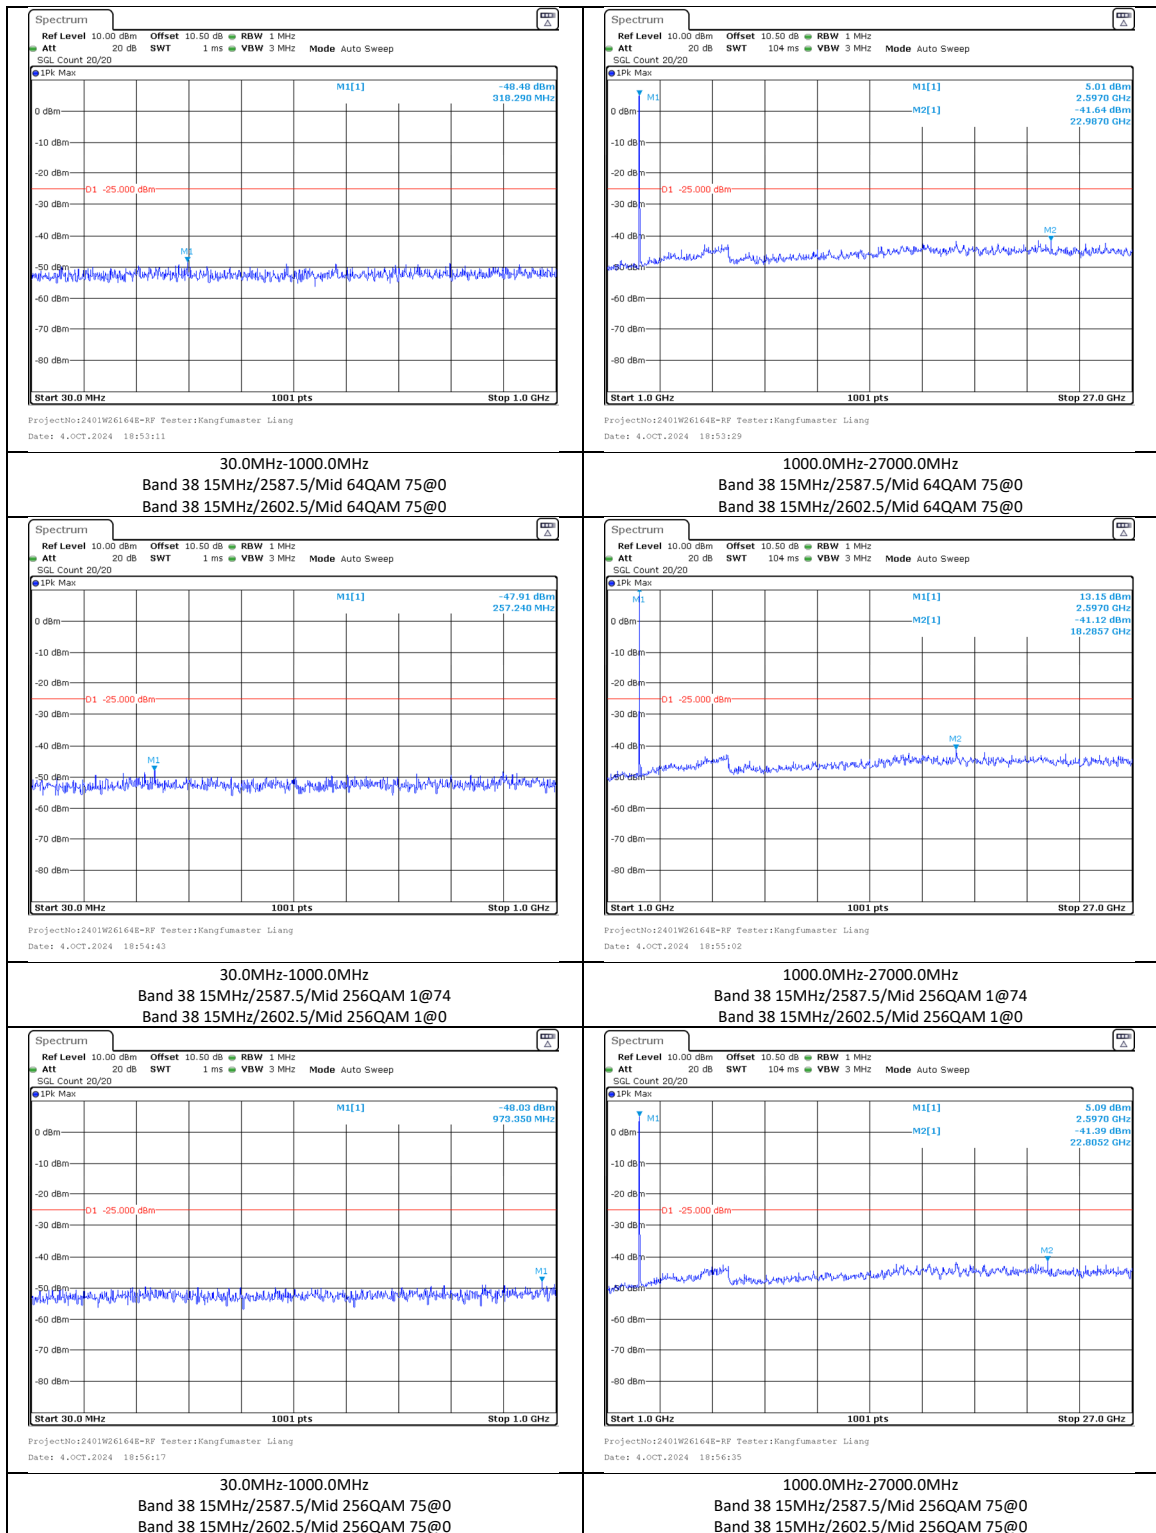 Spectrum
Ref Level 10.00 dBm Offset 10.50 dB RBW 1 MHz
Att 20 dB SWT 1 ms VBW 3 MHz Mode Auto Sweep
SGL Count 20/20
1Pk Max
M1[1] -48.48 dBm
318.290 MHz
M1
0 dBm
-10 dBm
-20 dBm
D1 -25.000 dBm
-30 dBm
-40 dBm
-50 dBm
-60 dBm
-70 dBm
-80 dBm
Start 30.0 MHz 1001 pts Stop 1.0 GHz
ProjectNo:2401W26164E-RF Tester:Kangfumaster Liang
Date: 4.OCT.2024 18:53:11
Spectrum
Ref Level 10.00 dBm Offset 10.50 dB RBW 1 MHz
Att 20 dB SWT 104 ms VBW 3 MHz Mode Auto Sweep
SGL Count 20/20
1Pk Max
M1[1] 5.01 dBm
2.5970 GHz
M2[1] -41.64 dBm
22.9870 GHz
M1
0 dBm
-10 dBm
-20 dBm
D1 -25.000 dBm
-30 dBm
M2
-40 dBm
-50 dBm
-60 dBm
-70 dBm
-80 dBm
Start 1.0 GHz 1001 pts Stop 27.0 GHz
ProjectNo:2401W26164E-RF Tester:Kangfumaster Liang
Date: 4.OCT.2024 18:53:29
30.0MHz-1000.0MHz
Band 38 15MHz/2587.5/Mid 64QAM 75@0
Band 38 15MHz/2602.5/Mid 64QAM 75@0
1000.0MHz-27000.0MHz
Band 38 15MHz/2587.5/Mid 64QAM 75@0
Band 38 15MHz/2602.5/Mid 64QAM 75@0
Spectrum
Ref Level 10.00 dBm Offset 10.50 dB RBW 1 MHz
Att 20 dB SWT 1 ms VBW 3 MHz Mode Auto Sweep
SGL Count 20/20
1Pk Max
M1[1] -47.91 dBm
257.240 MHz
0 dBm
-10 dBm
-20 dBm
D1 -25.000 dBm
-30 dBm
-40 dBm
M1
-50 dBm
-60 dBm
-70 dBm
-80 dBm
Start 30.0 MHz 1001 pts Stop 1.0 GHz
ProjectNo:2401W26164E-RF Tester:Kangfumaster Liang
Date: 4.OCT.2024 18:54:43
Spectrum
Ref Level 10.00 dBm Offset 10.50 dB RBW 1 MHz
Att 20 dB SWT 104 ms VBW 3 MHz Mode Auto Sweep
SGL Count 20/20
1Pk Max
M1[1] 13.15 dBm
2.5970 GHz
M2[1] -41.12 dBm
18.2857 GHz
M1
0 dBm
-10 dBm
-20 dBm
D1 -25.000 dBm
-30 dBm
M2
-40 dBm
-50 dBm
-60 dBm
-70 dBm
-80 dBm
Start 1.0 GHz 1001 pts Stop 27.0 GHz
ProjectNo:2401W26164E-RF Tester:Kangfumaster Liang
Date: 4.OCT.2024 18:55:02
30.0MHz-1000.0MHz
Band 38 15MHz/2587.5/Mid 256QAM 1@74
Band 38 15MHz/2602.5/Mid 256QAM 1@0
1000.0MHz-27000.0MHz
Band 38 15MHz/2587.5/Mid 256QAM 1@74
Band 38 15MHz/2602.5/Mid 256QAM 1@0
Spectrum
Ref Level 10.00 dBm Offset 10.50 dB RBW 1 MHz
Att 20 dB SWT 1 ms VBW 3 MHz Mode Auto Sweep
SGL Count 20/20
1Pk Max
M1[1] -48.03 dBm
973.350 MHz
0 dBm
-10 dBm
-20 dBm
D1 -25.000 dBm
-30 dBm
-40 dBm
M1
-50 dBm
-60 dBm
-70 dBm
-80 dBm
Start 30.0 MHz 1001 pts Stop 1.0 GHz
ProjectNo:2401W26164E-RF Tester:Kangfumaster Liang
Date: 4.OCT.2024 18:56:17
Spectrum
Ref Level 10.00 dBm Offset 10.50 dB RBW 1 MHz
Att 20 dB SWT 104 ms VBW 3 MHz Mode Auto Sweep
SGL Count 20/20
1Pk Max
M1[1] 5.09 dBm
2.5970 GHz
M2[1] -41.39 dBm
22.8052 GHz
M1
0 dBm
-10 dBm
-20 dBm
D1 -25.000 dBm
-30 dBm
M2
-40 dBm
-50 dBm
-60 dBm
-70 dBm
-80 dBm
Start 1.0 GHz 1001 pts Stop 27.0 GHz
ProjectNo:2401W26164E-RF Tester:Kangfumaster Liang
Date: 4.OCT.2024 18:56:35
30.0MHz-1000.0MHz
Band 38 15MHz/2587.5/Mid 256QAM 75@0
Band 38 15MHz/2602.5/Mid 256QAM 75@0
1000.0MHz-27000.0MHz
Band 38 15MHz/2587.5/Mid 256QAM 75@0
Band 38 15MHz/2602.5/Mid 256QAM 75@0